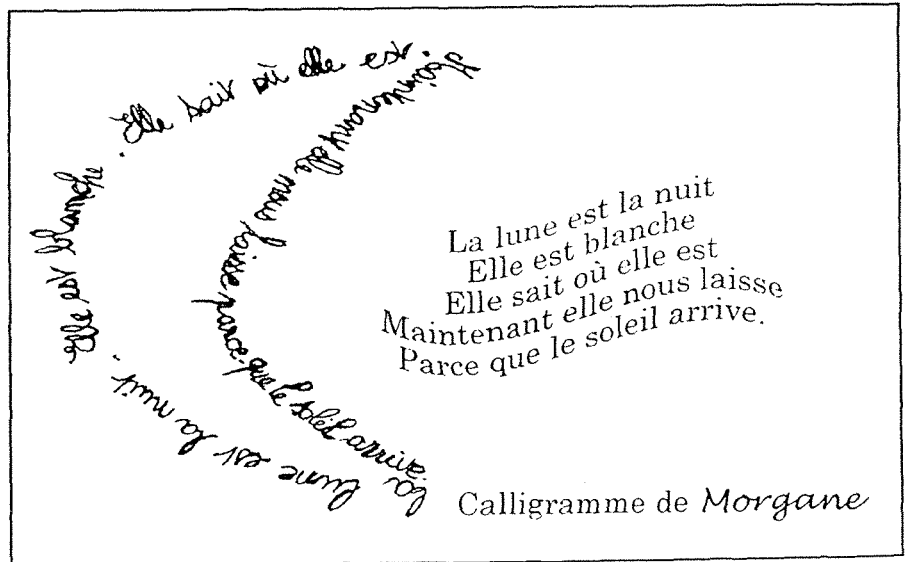 La lune est la nuit.
Elle est blanche.
Elle sait où elle est.
Maintenant elle nous laisse parce-que le soleil arrive.
La lune est la nuit
Elle est blanche
Elle sait où elle est
Maintenant elle nous laisse
Parce que le soleil arrive.
Calligramme de Morgane